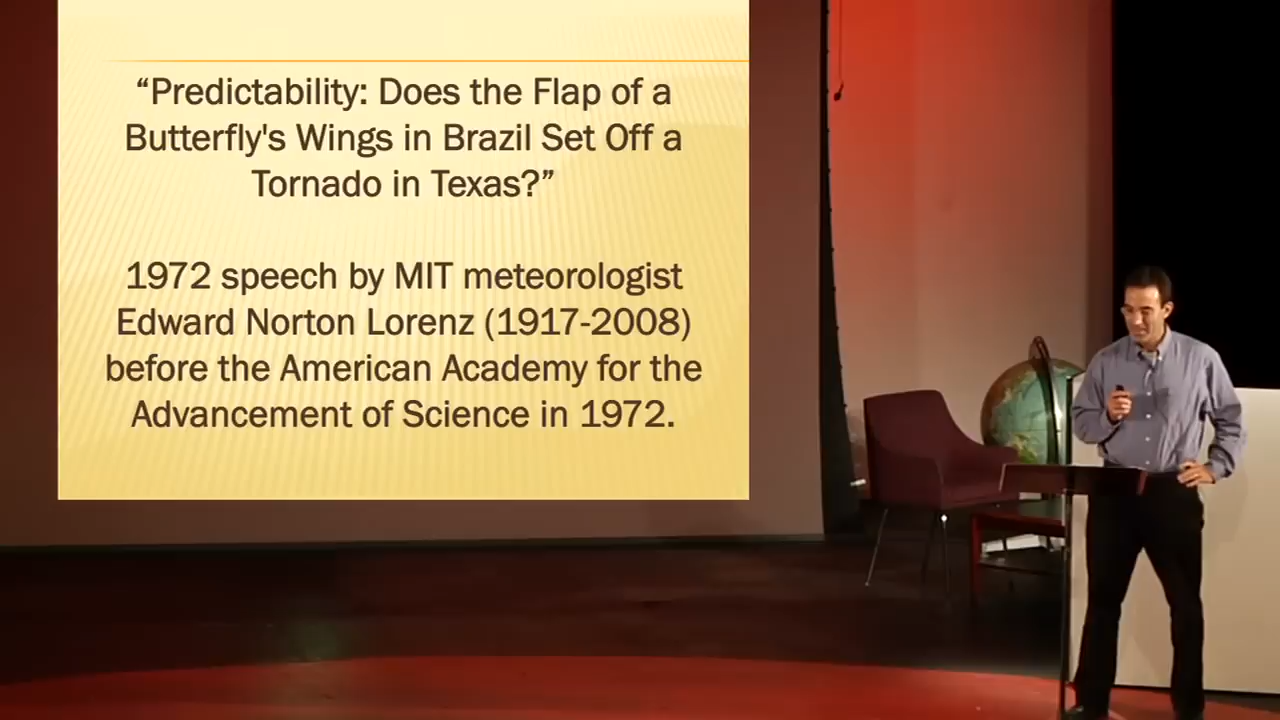 “Predictability: Does the Flap of a
Butterfly's Wings in Brazil Set Off a
Tornado in Texas?”
1972 speech by MIT meteorologist
Edward Norton Lorenz (1917-2008)
before the American Academy for the
Advancement of Science in 1972.